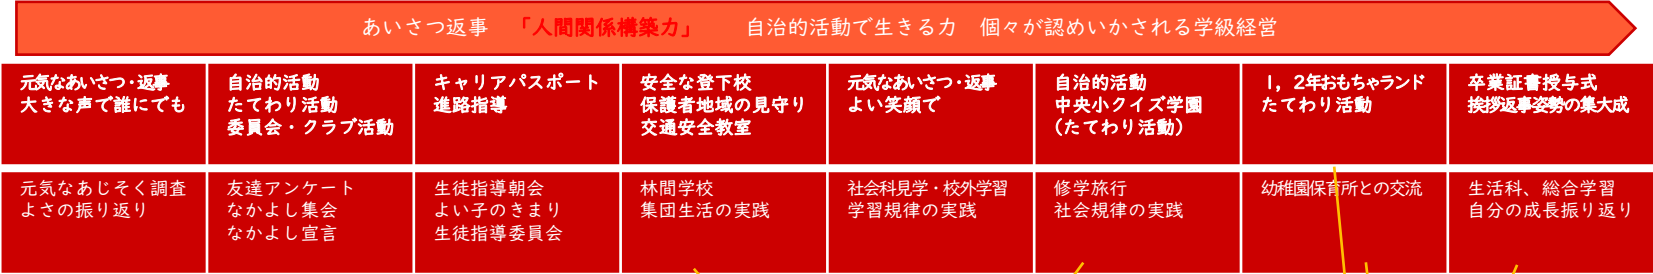 あいさつ返事　「人間関係構築力」　　自治的活動で生きる力　個々が認めいかされる学級経営
元気なあいさつ・返事
大きな声で誰にでも
自治的活動
たてわり活動
委員会・クラブ活動
キャリアパスポート
進路指導
安全な登下校
保護者地域の見守り
交通安全教室
元気なあいさつ・返事
よい笑顔で
自治的活動
中央小クイズ学園
(たてわり活動)
1，2年おもちゃランド
たてわり活動
卒業証書授与式
挨拶返事姿勢の集大成
元気なあじそく調査
よさの振り返り
友達アンケート
なかよし集会
なかよし宣言
生徒指導朝会
よい子のきまり
生徒指導委員会
林間学校
集団生活の実践
社会科見学・校外学習
学習規律の実践
修学旅行
社会規律の実践
幼稚園保育所との交流
生活科、総合学習
自分の成長振り返り